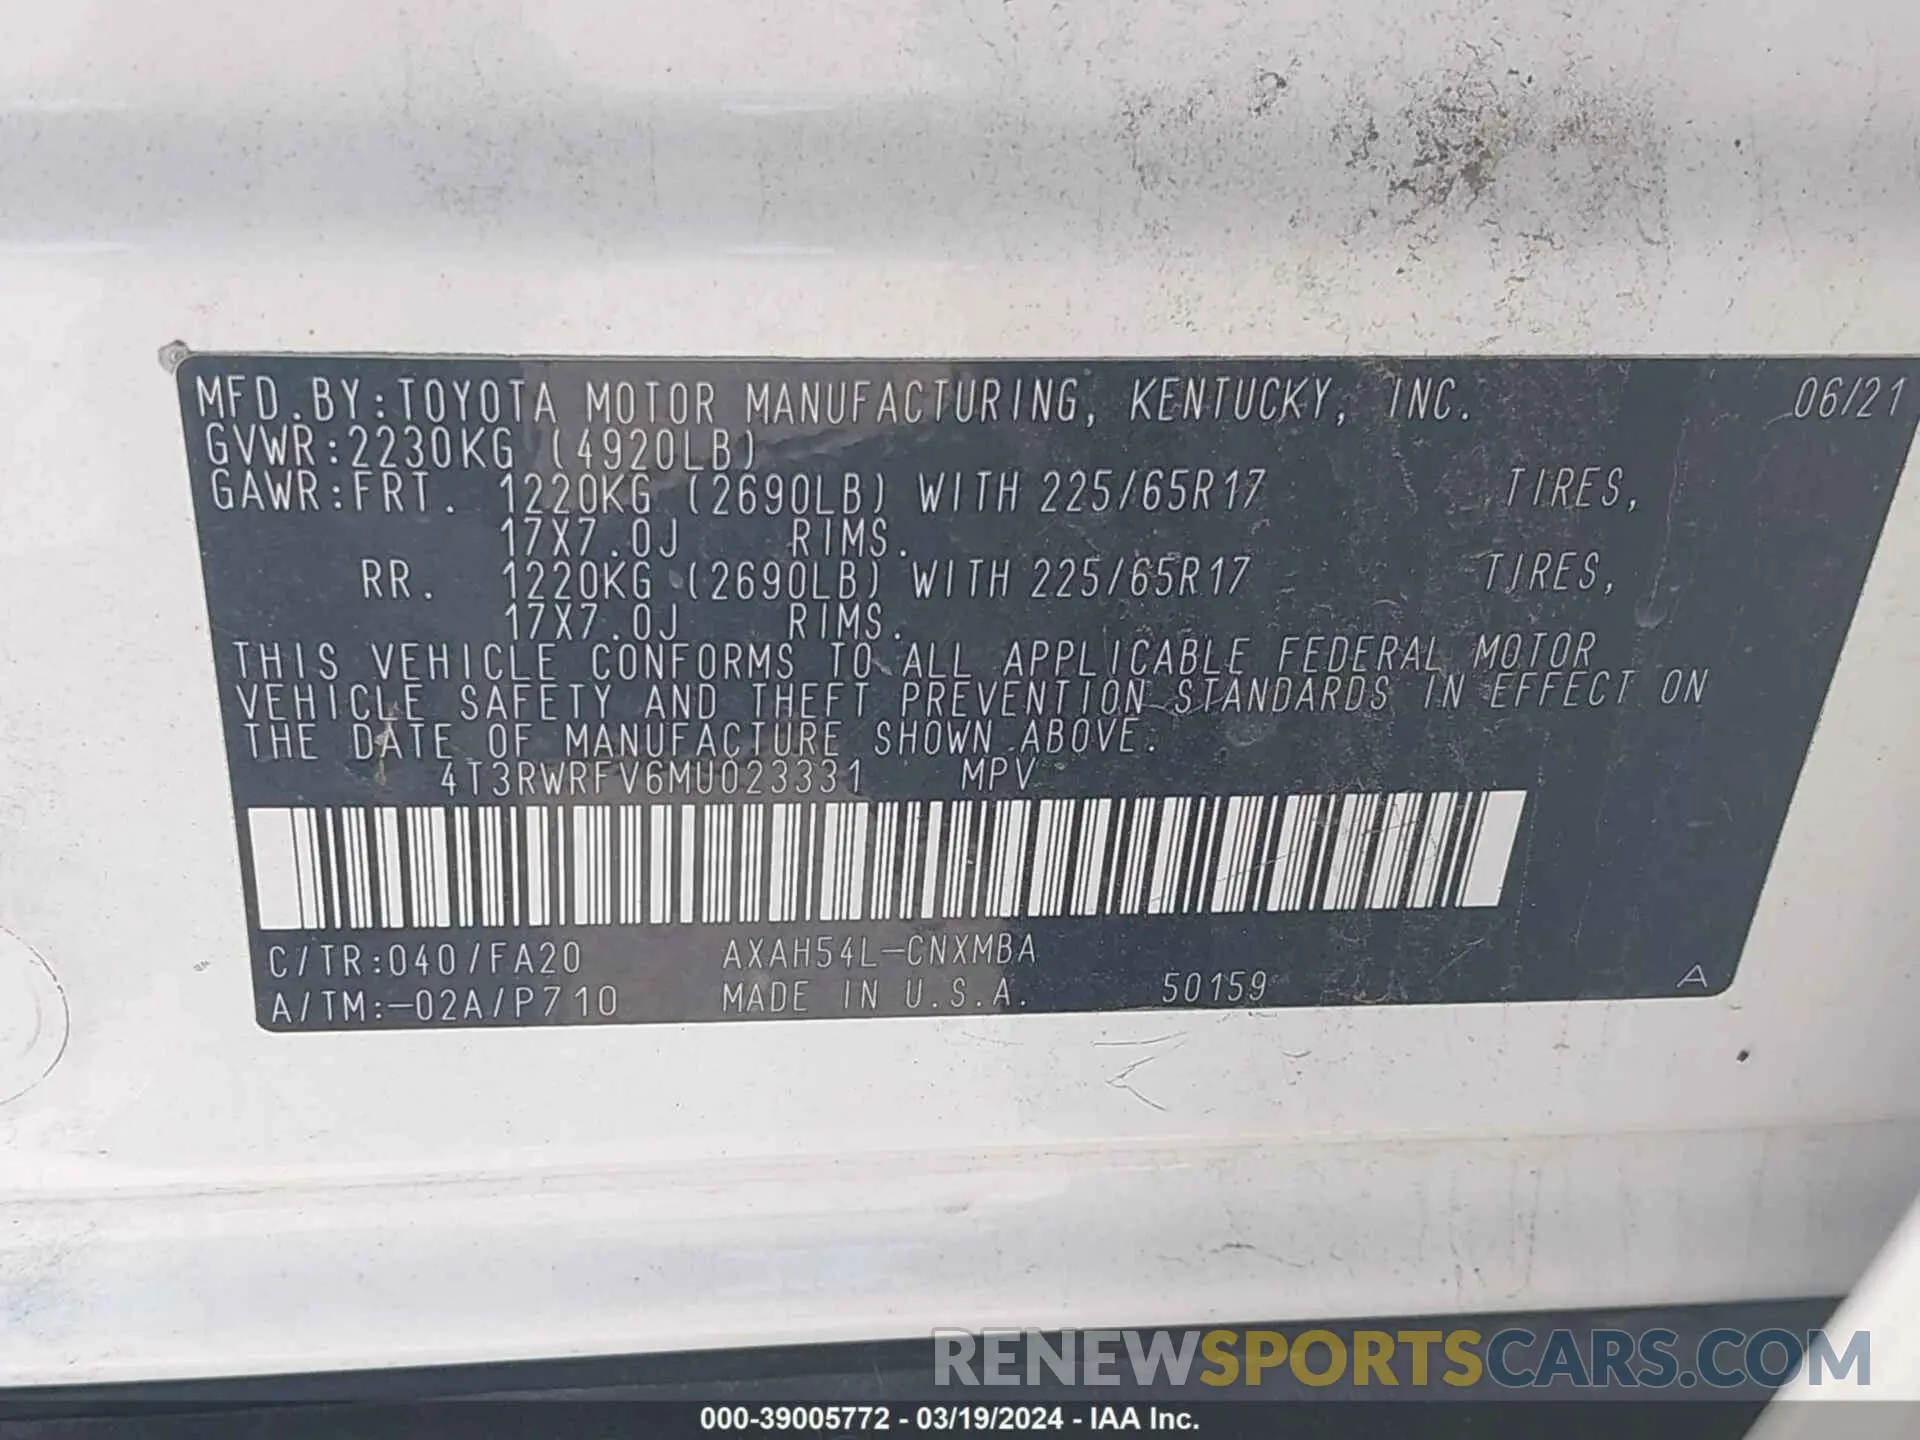 MFD.BY:TOYOTA MOTOR MANUFACTURING, KENTUCKY, INC. 06/21
GVWR:2230KG (4920LB)
GAWR:FRT. 1220KG (2690LB) WITH 225/65R17 TIRES,
17X7.0J RIMS.
RR. 1220KG (2690LB) WITH 225/65R17 TIRES,
17X7.0J RIMS.
THIS VEHICLE CONFORMS TO ALL APPLICABLE FEDERAL MOTOR
VEHICLE SAFETY AND THEFT PREVENTION STANDARDS IN EFFECT ON
THE DATE OF MANUFACTURE SHOWN ABOVE.
4T3RWRFV6MU023331 MPV
C/TR:040/FA20 AXAH54L-CNXMBA
A/TM:-02A/P710 MADE IN U.S.A. 50159 A
RENEWSPORTSCARS.COM
000-39005772 - 03/19/2024 - IAA Inc.